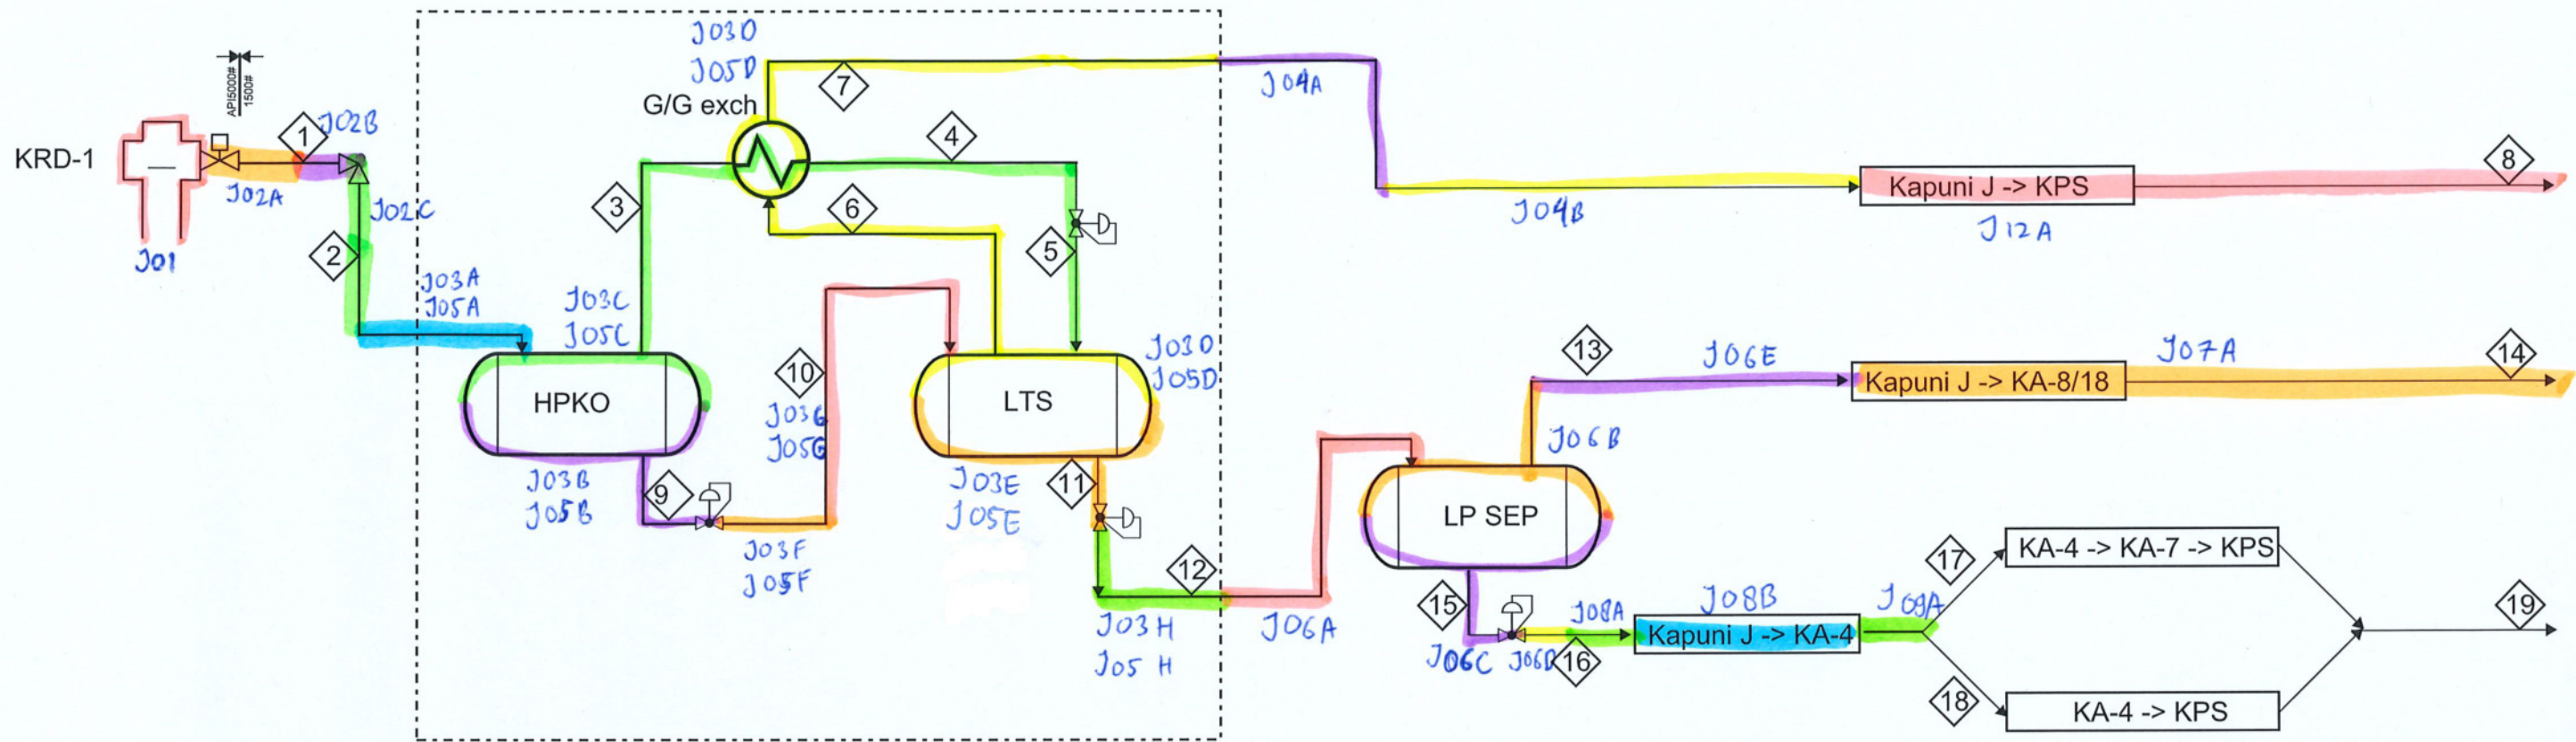 KRD-1
API5000#
1500#
1
J02B
J02A
J01
J02C
2
J03A
J05A
J03D
J05D
G/G exch
7
3
4
6
5
J03C
J05C
HPKO
J03B
J05B
9
J03F
J05F
10
J03G
J05G
LTS
J03D
J05D
J03E
J05E
11
12
J03H
J05H
J04A
J04B
Kapuni J -> KPS
J12A
8
13
J06E
Kapuni J -> KA-8/18
J07A
14
J06B
LP SEP
J06A
15
J06C
J06D
16
J08A
J08B
Kapuni J -> KA-4
J09A
17
KA-4 -> KA-7 -> KPS
18
KA-4 -> KPS
19